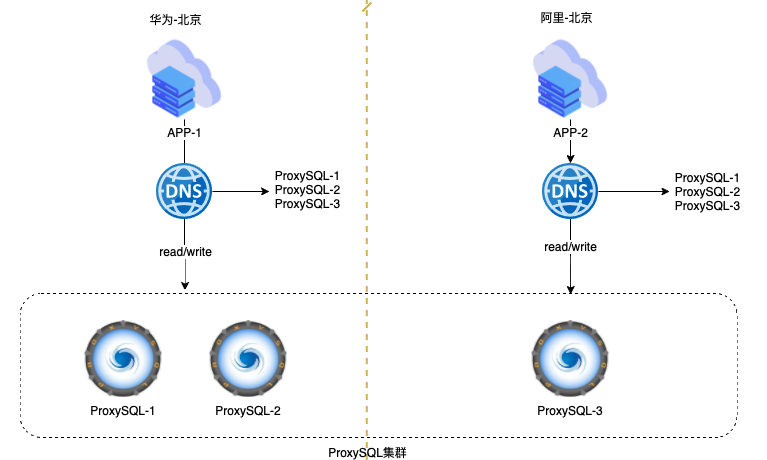 华为-北京
阿里-北京
APP-1
APP-2
DNS
ProxySQL-1
ProxySQL-2
ProxySQL-3
DNS
ProxySQL-1
ProxySQL-2
ProxySQL-3
read/write
read/write
ProxySQL-1
ProxySQL-2
ProxySQL-3
ProxySQL集群